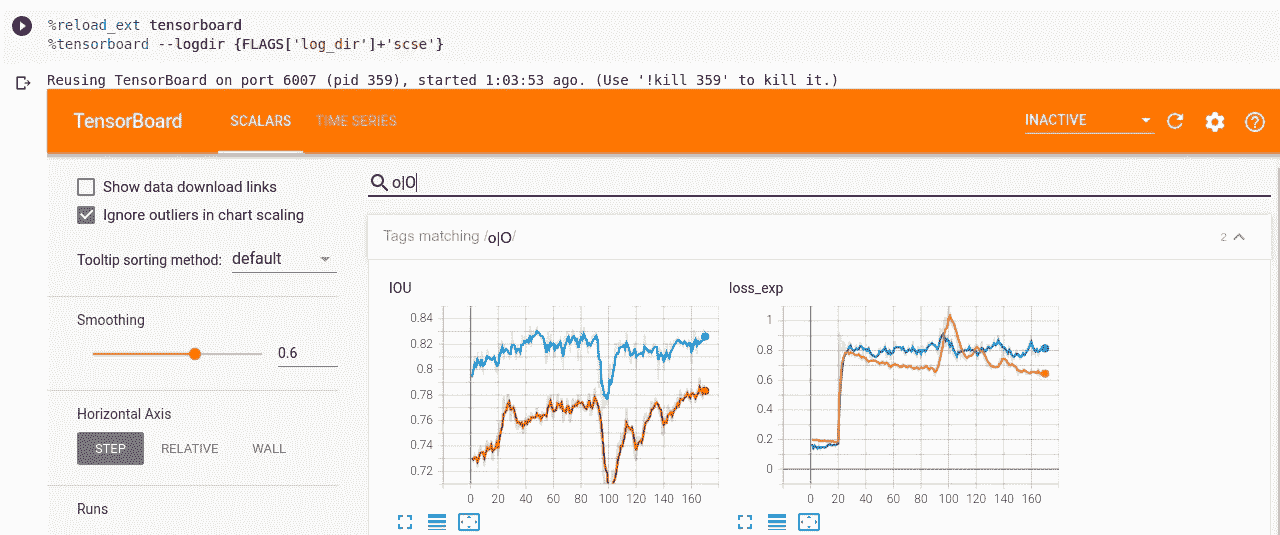 %reload_ext tensorboard
%tensorboard --logdir {FLAGS['log_dir']+'scse'}
Reusing TensorBoard on port 6007 (pid 359), started 1:03:53 ago. (Use '!kill 359' to kill it.)
TensorBoard SCALARS TIME SERIES INACTIVE
Show data download links
Ignore outliers in chart scaling
Tooltip sorting method: default
Smoothing
0.6
Horizontal Axis
STEP RELATIVE WALL
Runs
o|O
Tags matching /o|O/ 2
IOU
0.84
0.82
0.8
0.78
0.76
0.74
0.72
0 20 40 60 80 100 120 140 160
loss_exp
1
0.8
0.6
0.4
0.2
0
0 20 40 60 80 100 120 140 160